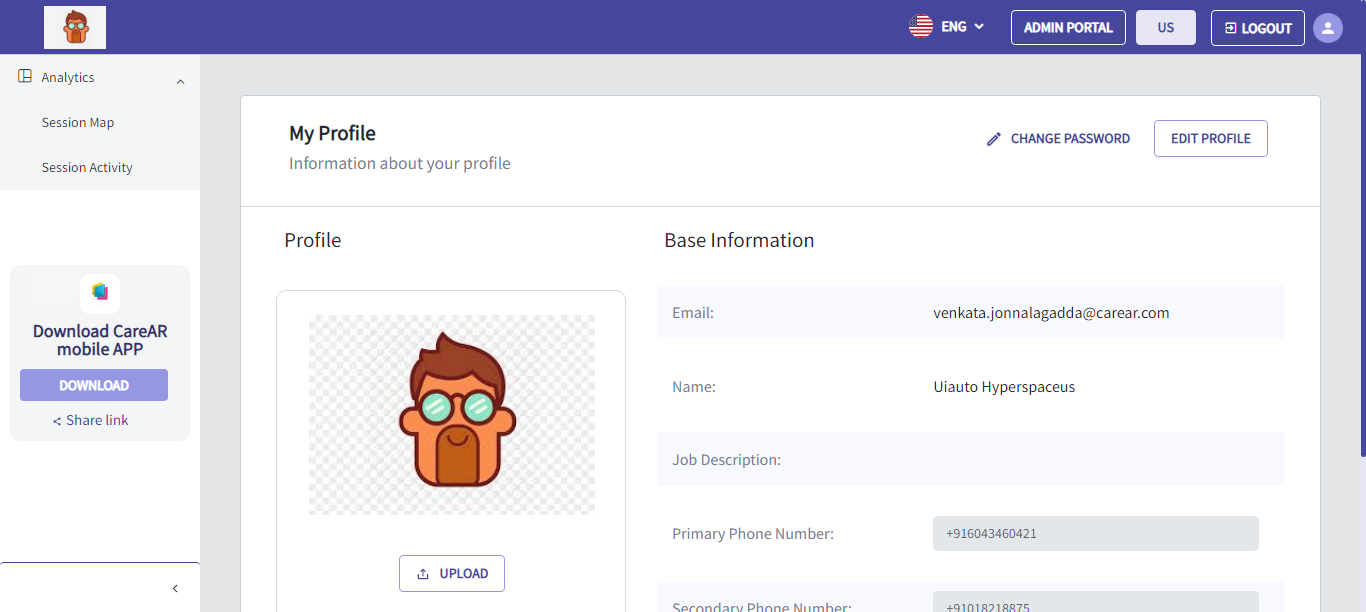 ENG
ADMIN PORTAL
US
LOGOUT
Analytics
Session Map
Session Activity
Download CareAR
mobile APP
DOWNLOAD
Share link
My Profile
Information about your profile
CHANGE PASSWORD
EDIT PROFILE
Profile
UPLOAD
Base Information
Email: venkata.jonnalagadda@carear.com
Name: Uiauto Hyperspaceus
Job Description:
Primary Phone Number: +916043460421
Secondary Phone Number: +91018218875